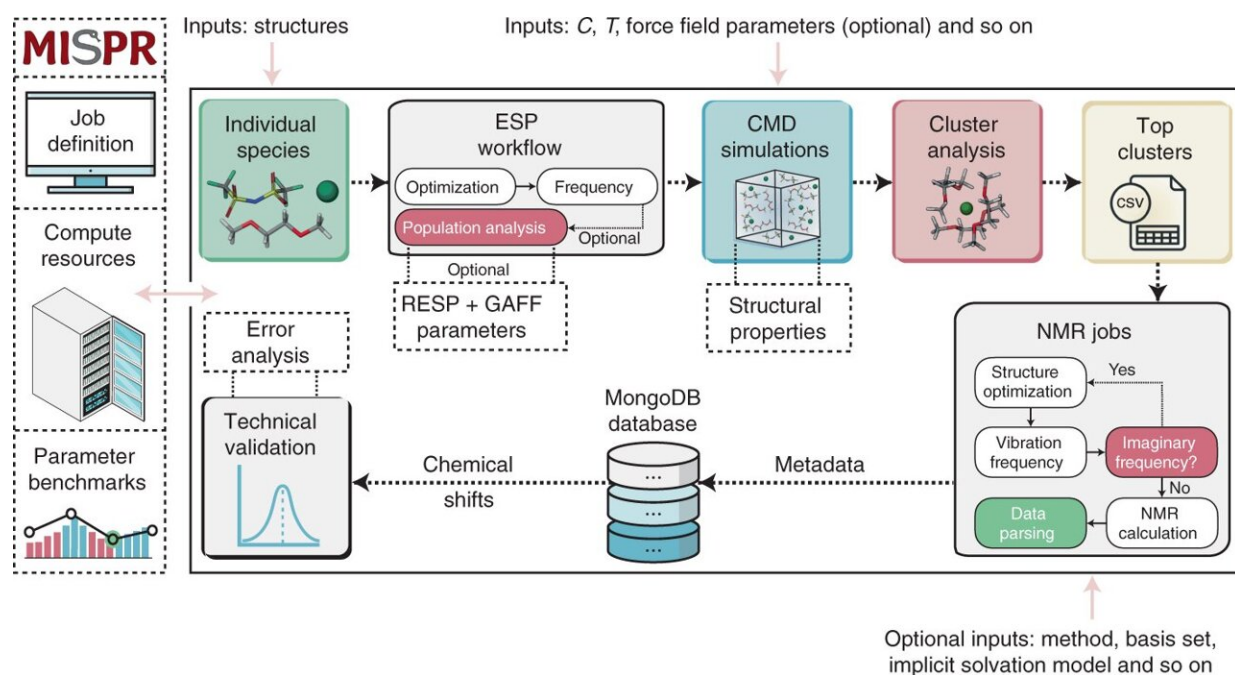 MISPR
Job
definition
Compute
resources
Parameter
benchmarks
Inputs: structures
Inputs: C, T, force field parameters (optional) and so on
Individual
species
ESP
workflow
Optimization
Frequency
Population analysis
Optional
Optional
RESP + GAFF
parameters
CMD
simulations
Structural
properties
Cluster
analysis
Top
clusters
CSV
NMR jobs
Structure
optimization
Yes
Vibration
frequency
Imaginary
frequency?
No
NMR
calculation
Data
parsing
Metadata
MongoDB
database
...
...
...
Chemical
shifts
Error
analysis
Technical
validation
Optional inputs: method, basis set,
implicit solvation model and so on